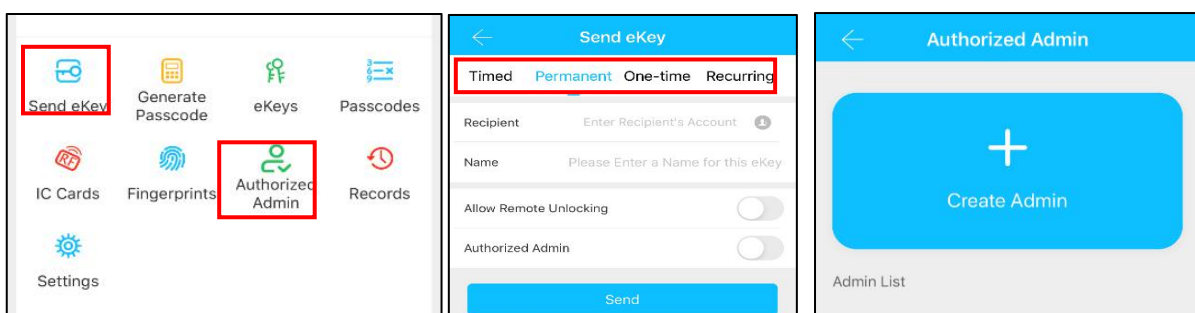 Send eKey
Generate
Passcode
eKeys
Passcodes
IC Cards
Fingerprints
Authorized
Admin
Records
Settings
Send eKey
Timed Permanent One-time Recurring
Recipient Enter Recipient's Account
Name Please Enter a Name for this eKey
Allow Remote Unlocking
Authorized Admin
Send
Authorized Admin
Create Admin
Admin List